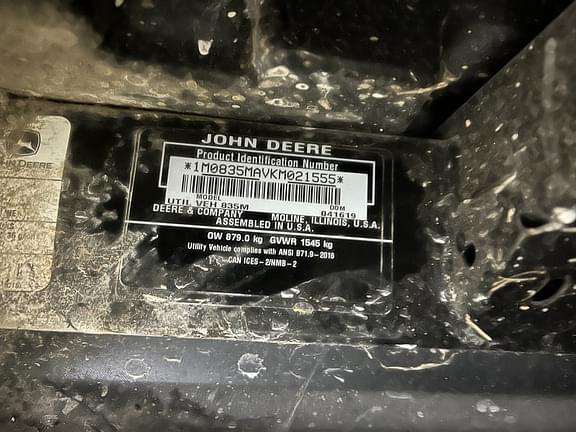 JOHN DEERE
Product Identification Number
*1M0835MAVKM021555*
MODEL
UTIL VEH 835M
DOM
041619
DEERE & COMPANY MOLINE, ILLINOIS, U.S.A.
ASSEMBLED IN U.S.A.
OW 879.0 kg GVWR 1545 kg
Utility Vehicle complies with ANSI B71.9-2016
CAN ICES-2/NMB-2
DEERE